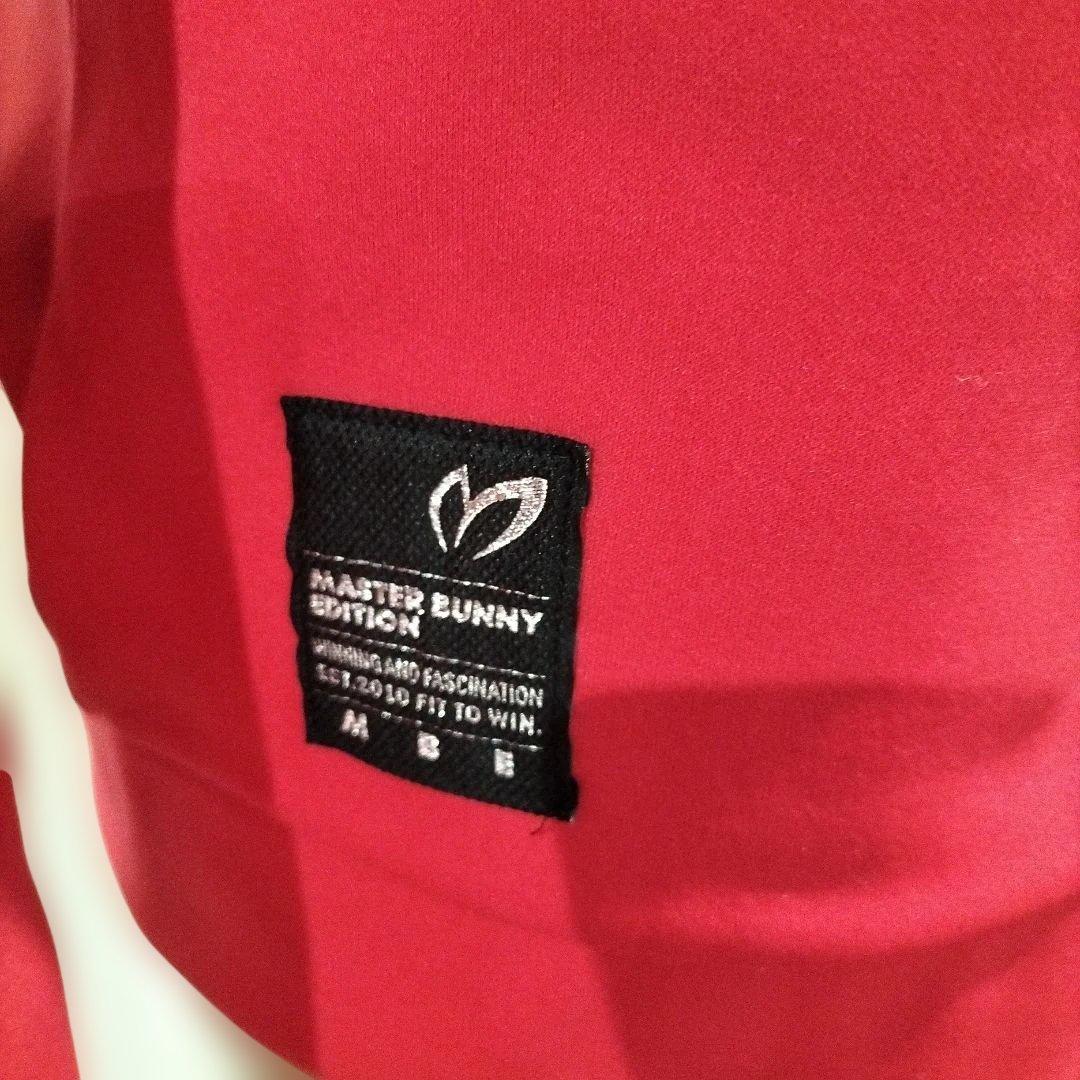 MASTER BUNNY
EDITION
WINNING AND FASCINATION
EST.2010 FIT TO WIN.
M B E